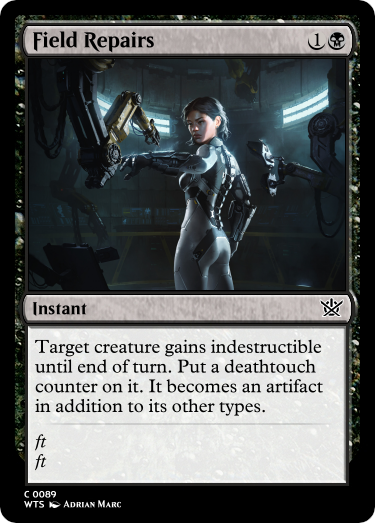 Field Repairs 1
Instant
Target creature gains indestructible
until end of turn. Put a deathtouch
counter on it. It becomes an artifact
in addition to its other types.
ft
ft
C 0089
WTS Adrian Marc